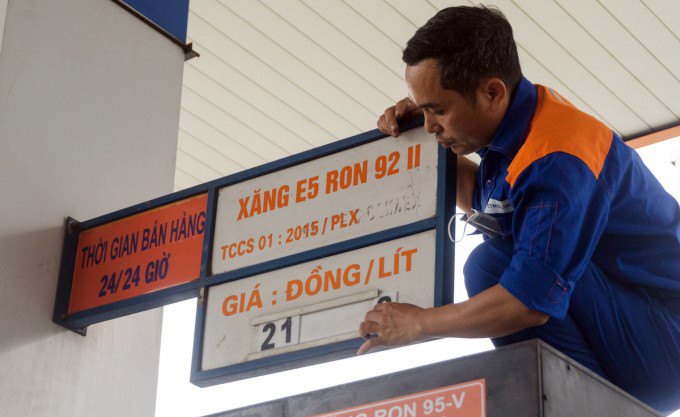 THỜI GIAN BÁN HÀNG
24/24 GIỜ
XĂNG E5 RON 92 II
TCCS 01 : 2015 / PLX
GIÁ : ĐỒNG/LÍT
21
RON 95-V